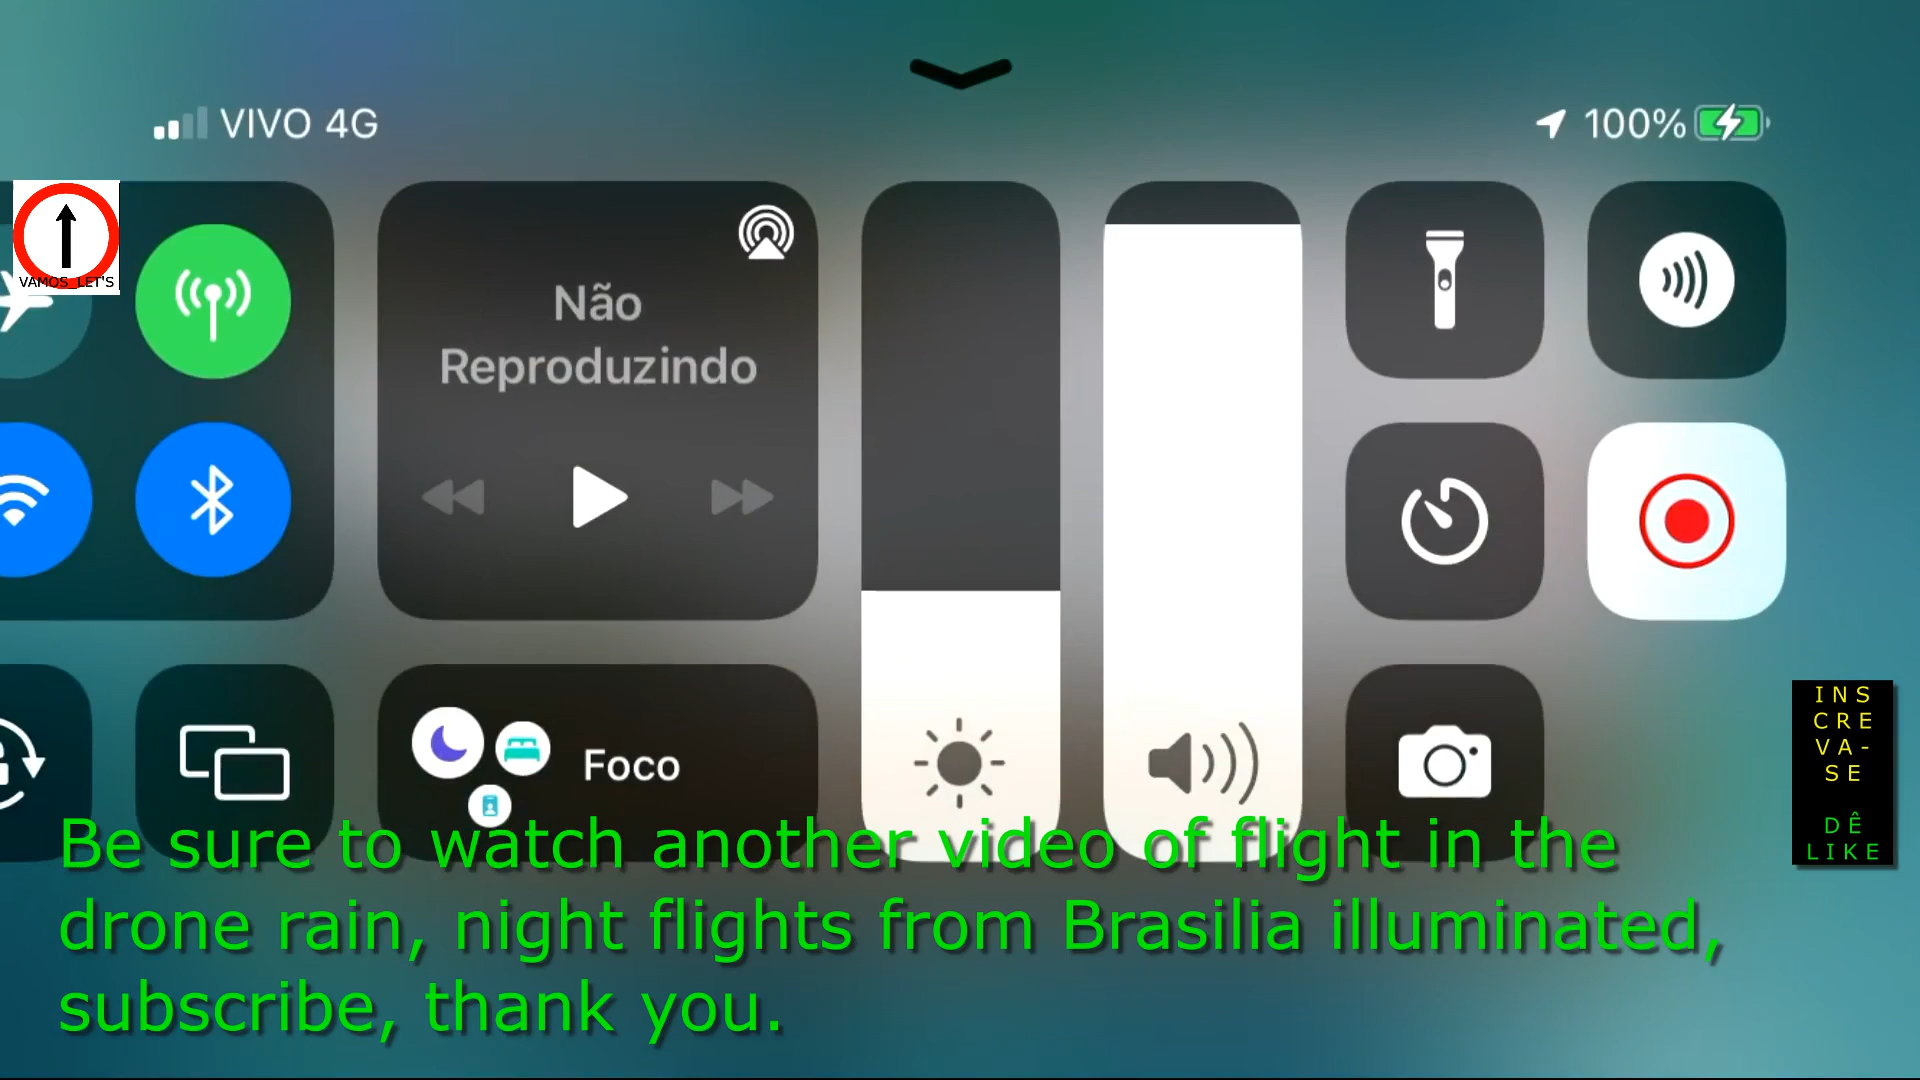 VIVO 4G
100%
VAMOS_LET'S
Não
Reproduzindo
Foco
INS
CRE
VA-
SE
DÊ
LIKE
Be sure to watch another video of flight in the
drone rain, night flights from Brasilia illuminated,
subscribe, thank you.